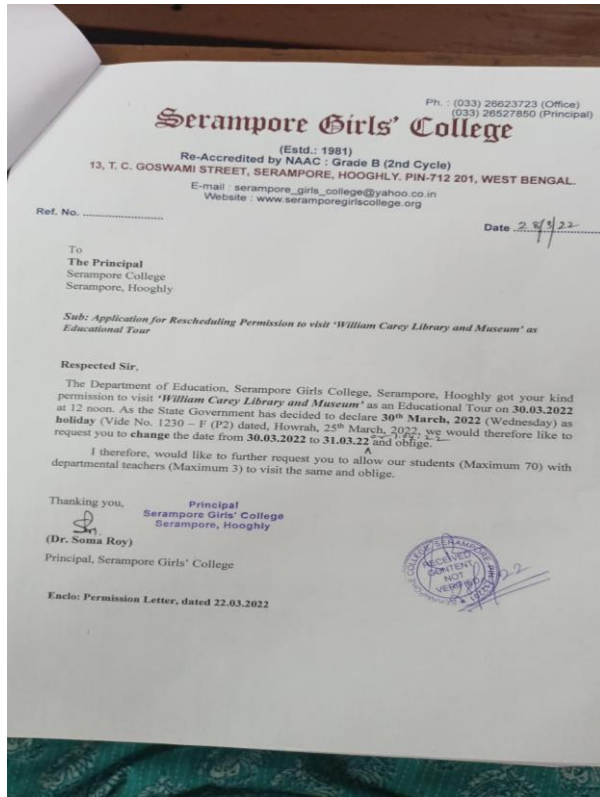 Ph. : (033) 26623723 (Office)
(033) 26527850 (Principal)
Serampore Girls' College
(Estd.: 1981)
Re-Accredited by NAAC : Grade B (2nd Cycle)
13, T. C. GOSWAMI STREET, SERAMPORE, HOOGHLY. PIN-712 201, WEST BENGAL.
E-mail : serampore_girls_college@yahoo.co.in
Website : www.seramporegirlscollege.org
Ref. No. ........................
Date 28/3/22
To
The Principal
Serampore College
Serampore, Hooghly
Sub: Application for Rescheduling Permission to visit 'William Carey Library and Museum' as
Educational Tour
Respected Sir,
The Department of Education, Serampore Girls College, Serampore, Hooghly got your kind
permission to visit 'William Carey Library and Museum' as an Educational Tour on 30.03.2022
at 12 noon. As the State Government has decided to declare 30th March, 2022 (Wednesday) as
holiday (Vide No. 1230 – F (P2) dated, Howrah, 25th March, 2022, we would therefore like to
request you to change the date from 30.03.2022 to 31.03.22 and oblige.
I therefore, would like to further request you to allow our students (Maximum 70) with
departmental teachers (Maximum 3) to visit the same and oblige.
Thanking you,
Principal
Serampore Girls' College
Serampore, Hooghly
(Dr. Soma Roy)
Principal, Serampore Girls' College
SERAMPORE COLLEGE, SERAMPORE
RECEIVED
CONTENT
NOT
VERIFIED
Enclo: Permission Letter, dated 22.03.2022